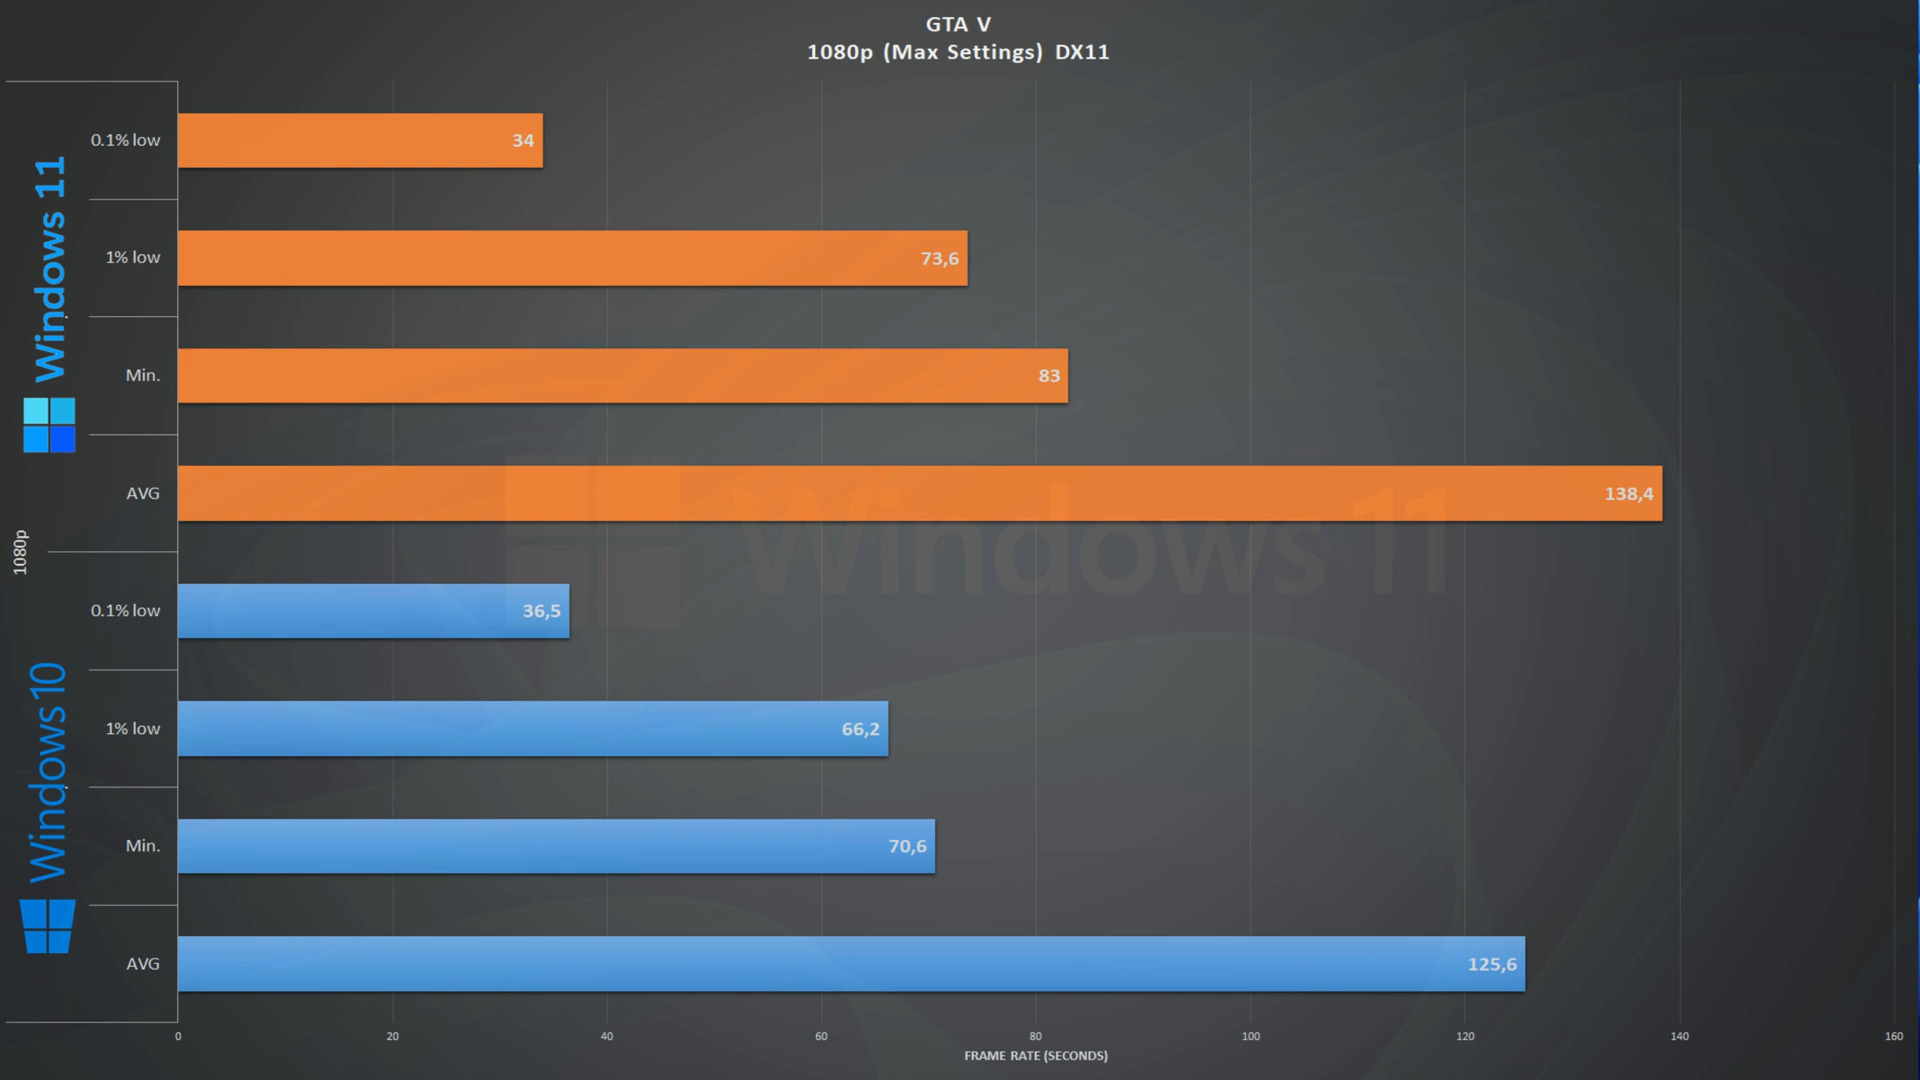 GTA V
1080p (Max Settings) DX11
Windows 11
0.1% low
34
1% low
73,6
Min.
83
AVG
138,4
Windows 11
1080p
Windows 10
0.1% low
36,5
1% low
66,2
Min.
70,6
AVG
125,6
0 20 40 60 80 100 120 140 160
FRAME RATE (SECONDS)